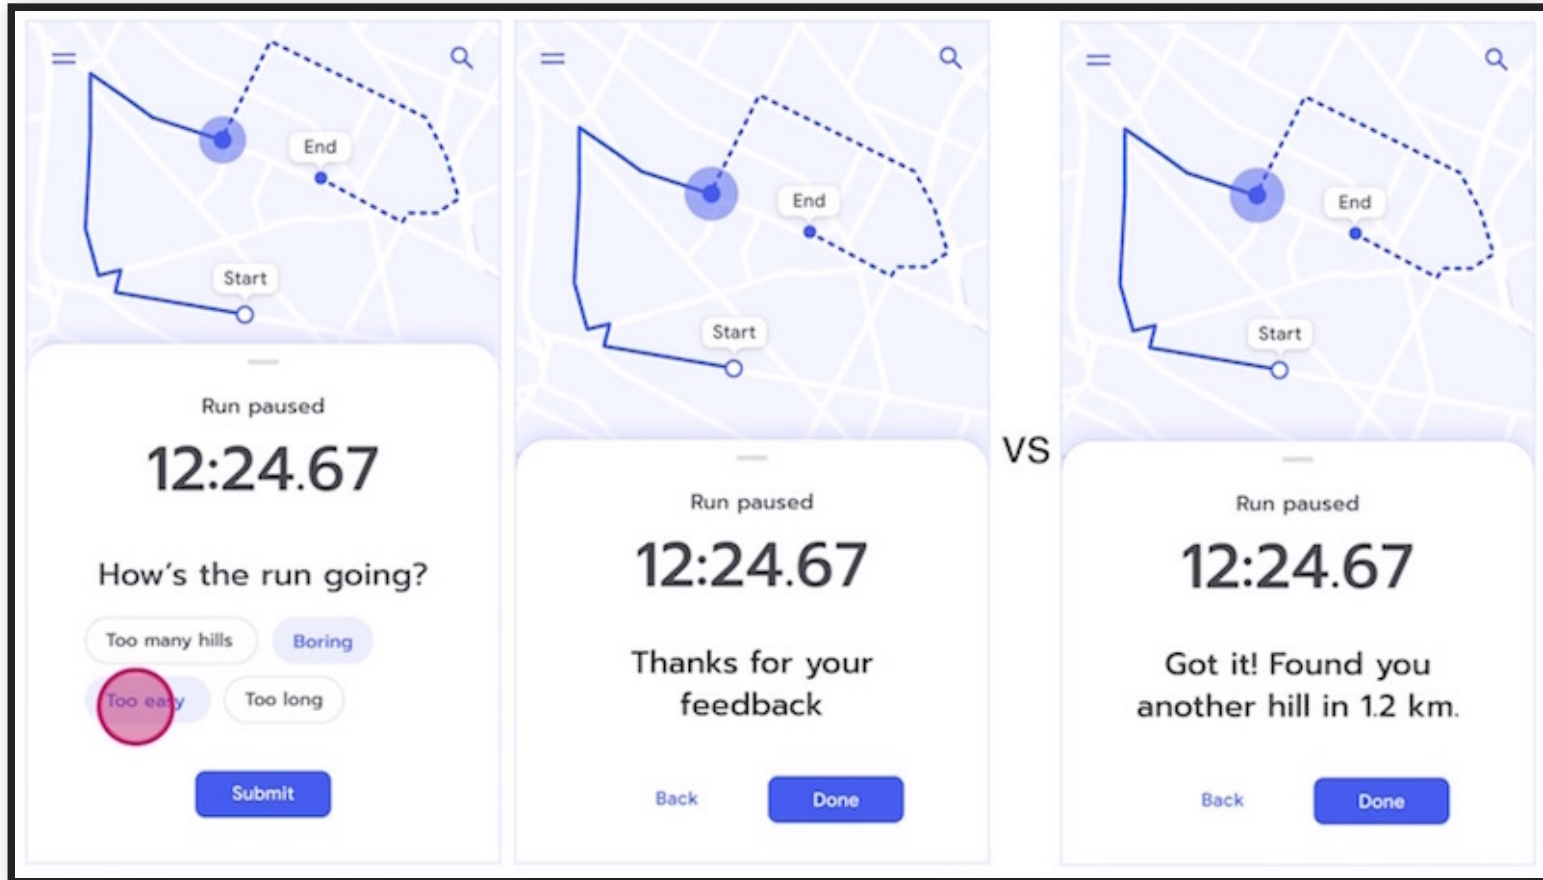 End
Start
Run paused
12:24.67
How's the run going?
Too many hills
Boring
Too easy
Too long
Submit
End
Start
Run paused
12:24.67
Thanks for your
feedback
Back
Done
VS
End
Start
Run paused
12:24.67
Got it! Found you
another hill in 1.2 km.
Back
Done